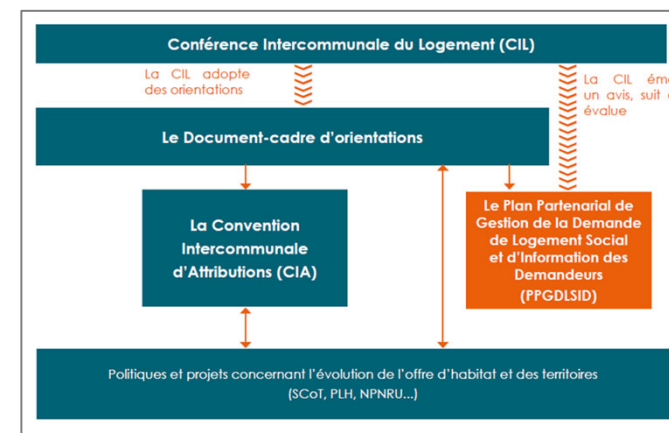 Conférence Intercommunale du Logement (CIL)
La CIL adopte
des orientations
La CIL
un avis, suit
évalue
Le Document-cadre d'orientations
La Convention
Intercommunale
d'Attributions (CIA)
Le Plan Partenarial de
Gestion de la Demande
de Logement Social
et d'Information des
Demandeurs
(PPGDLSID)
Politiques et projets concernant l'évolution de l'offre d'habitat et des territoires
(SCoT, PLH, NPNRU...)